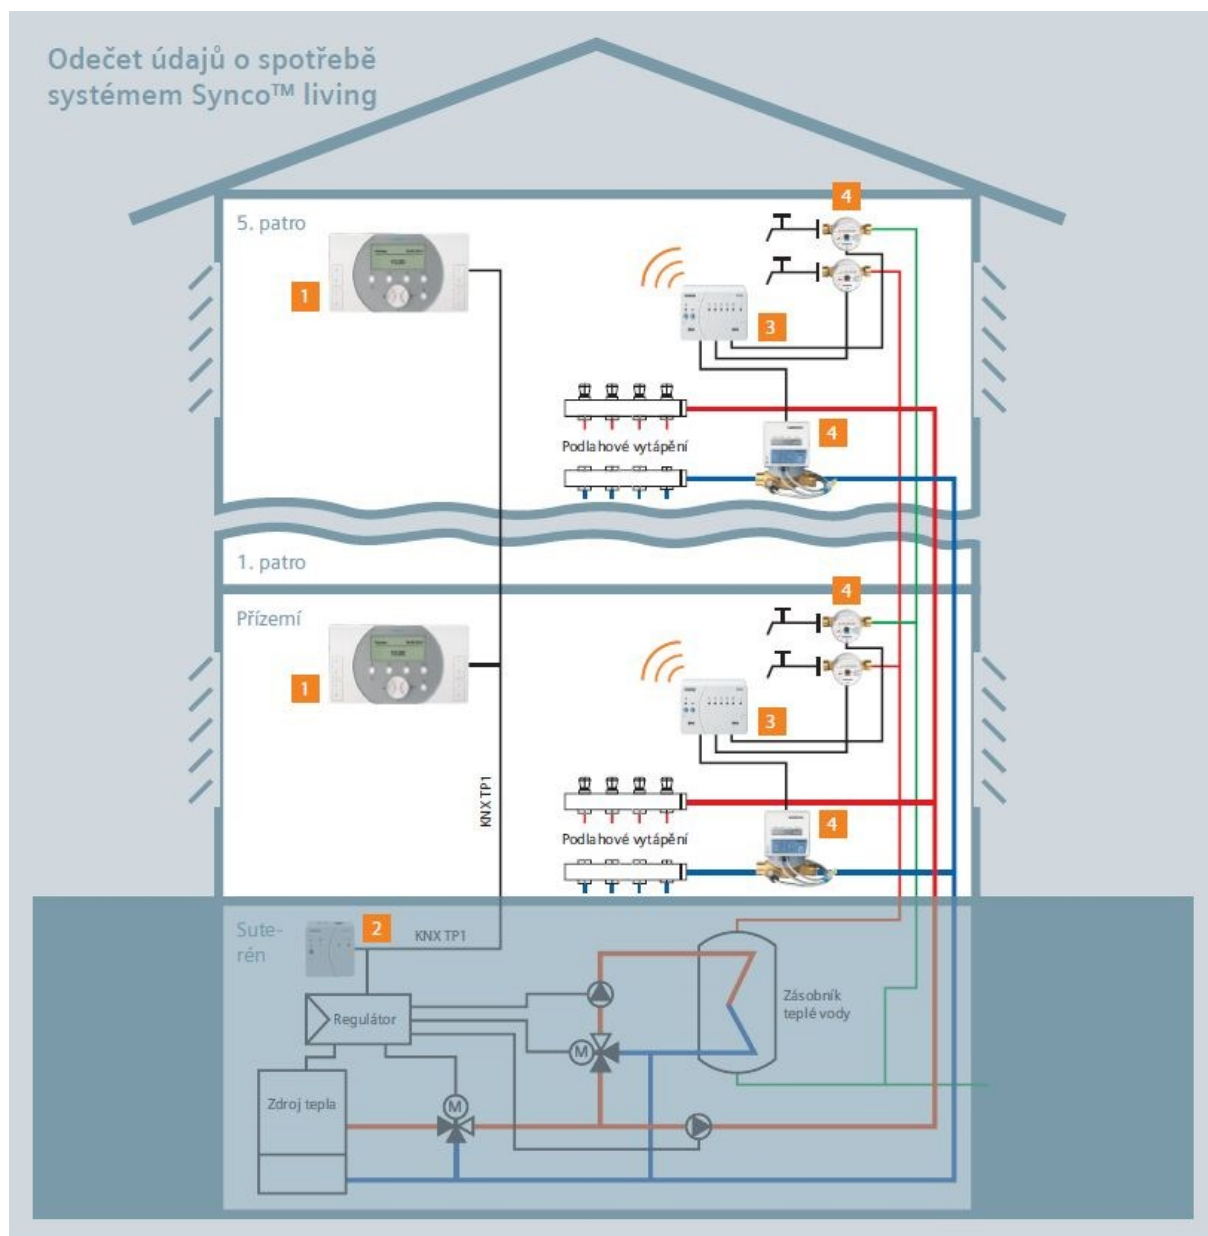 Odečet údajů o spotřebě
systémem Synco™ living
5. patro
4
1
3
Podlahové vytápění
4
1. patro
Přízemí
4
1
3
KNX TP1
Podlahové vytápění
4
Sute-
rén
2
KNX TP1
Regulátor
Zásobník
teplé vody
M
Zdroj tepla
M